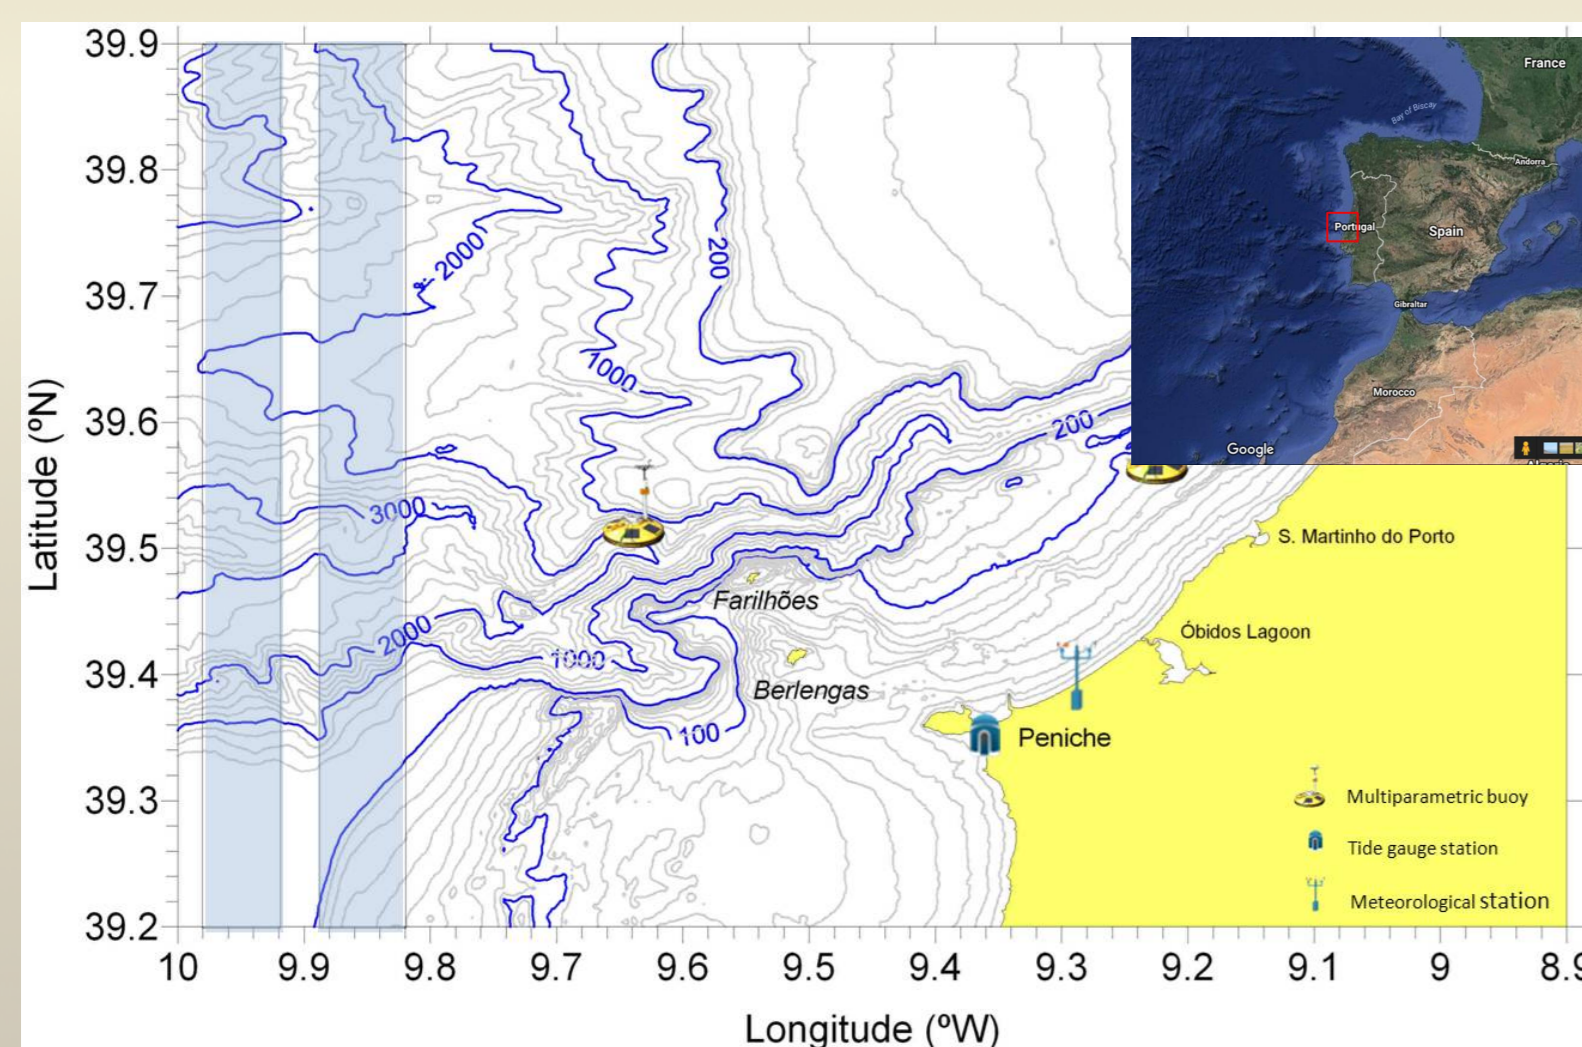 39.9
39.8
39.7
39.6
39.5
39.4
39.3
39.2
Latitude (ºN)
10
9.9
9.8
9.7
9.6
9.5
9.4
9.3
9.2
9.1
9
Longitude (ºW)
2000
200
1000
200
3000
2000
1000
100
Farilhões
Berlengas
Peniche
S. Martinho do Porto
Óbidos Lagoon
Multiparametric buoy
Tide gauge station
Meteorological station
France
Bay of Biscay
Andorra
Portugal
Spain
Gibraltar
Morocco
Google